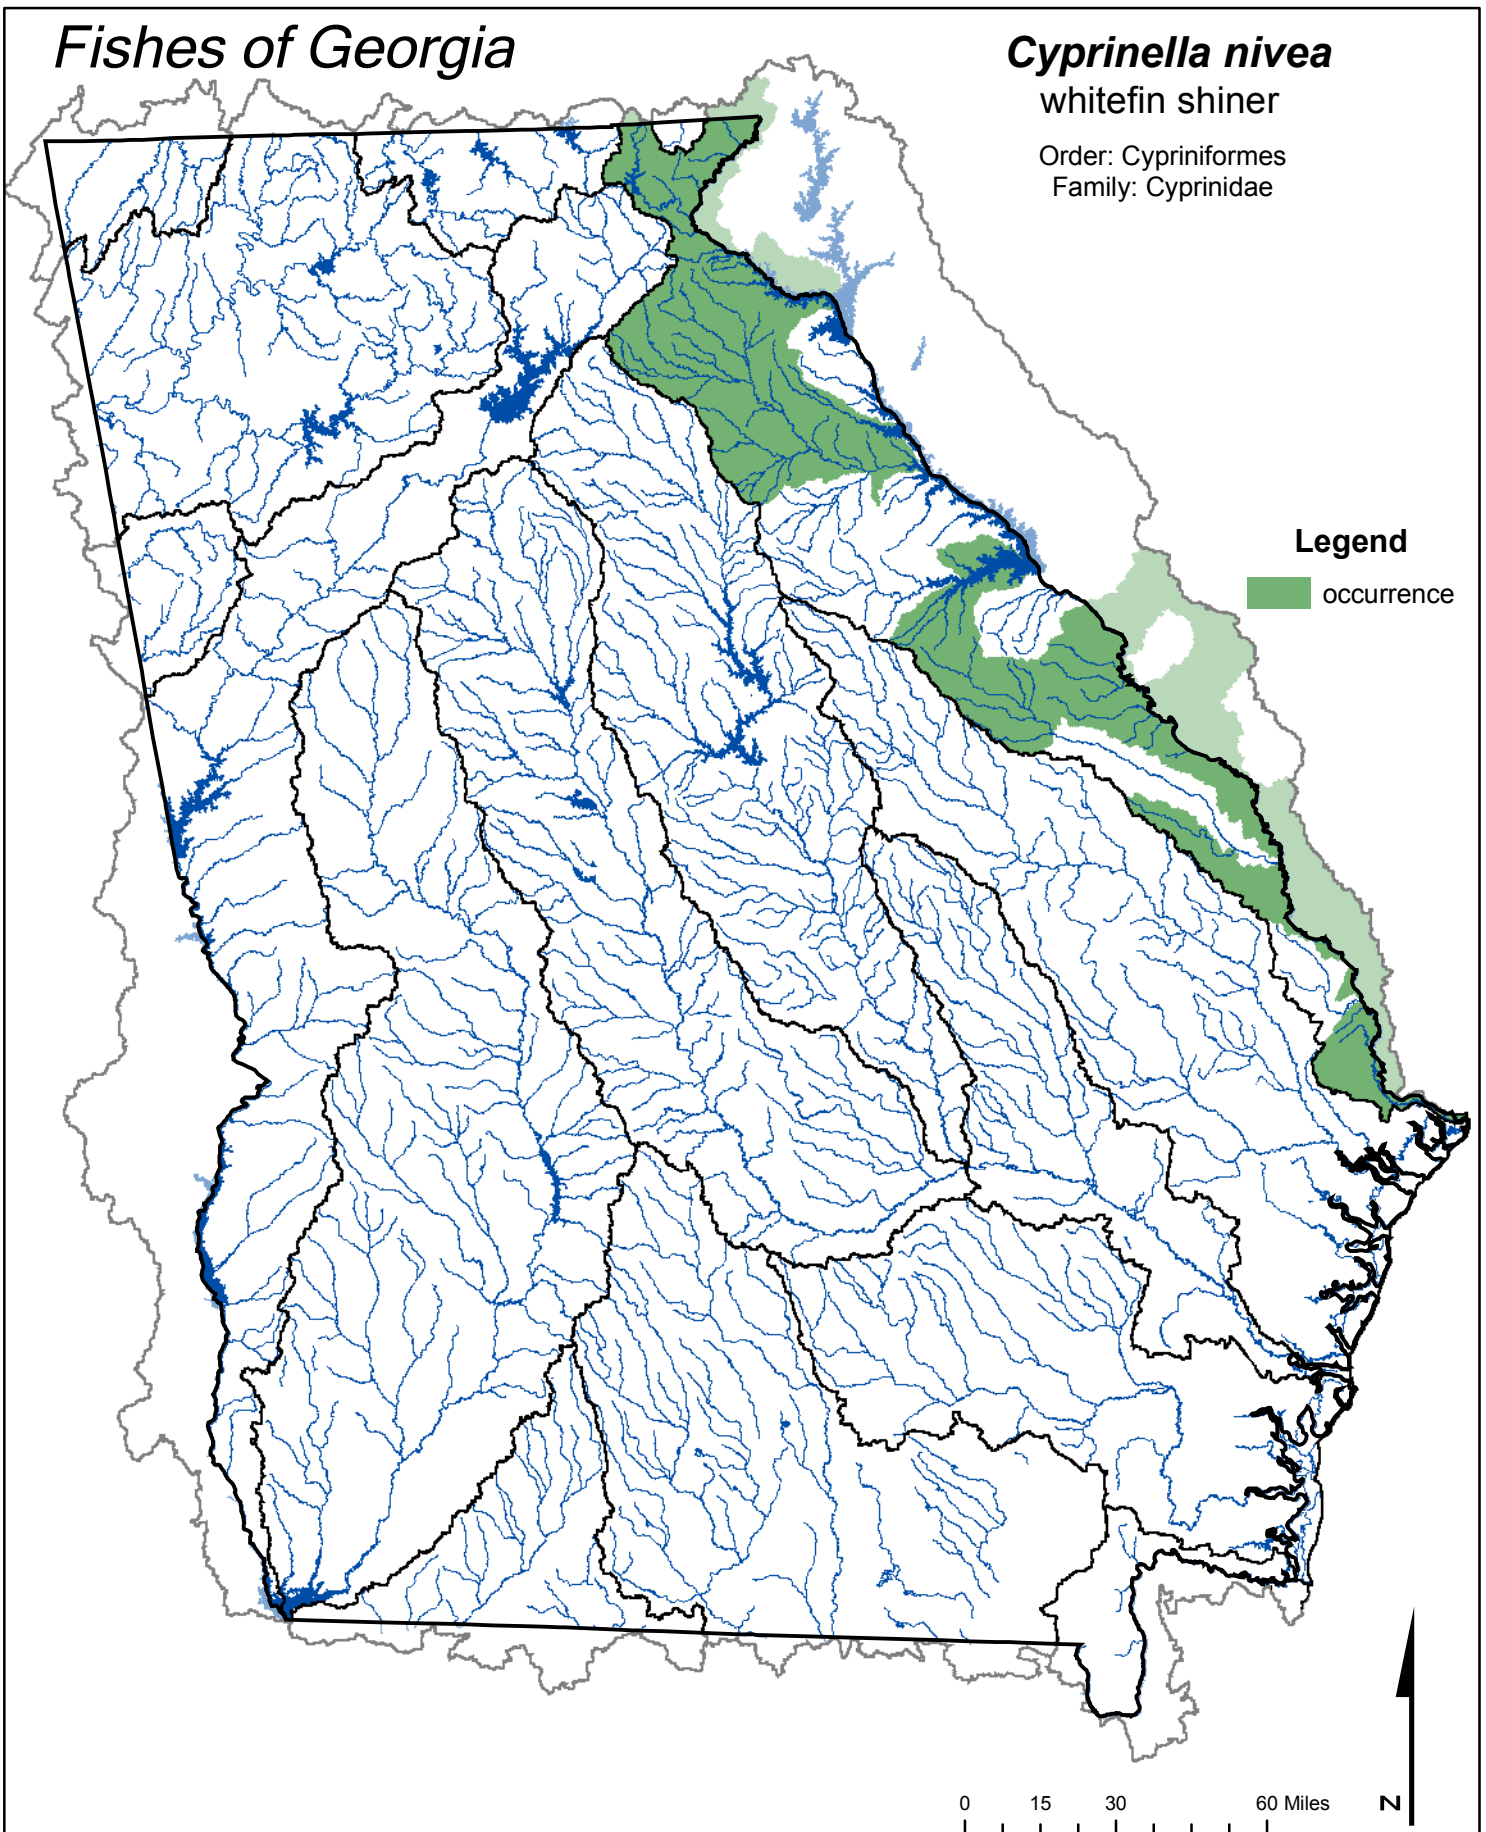 Fishes of Georgia
Cyprinella nivea
whitefin shiner
Order: Cypriniformes
Family: Cyprinidae
Legend
occurrence
0 15 30 60 Miles
N